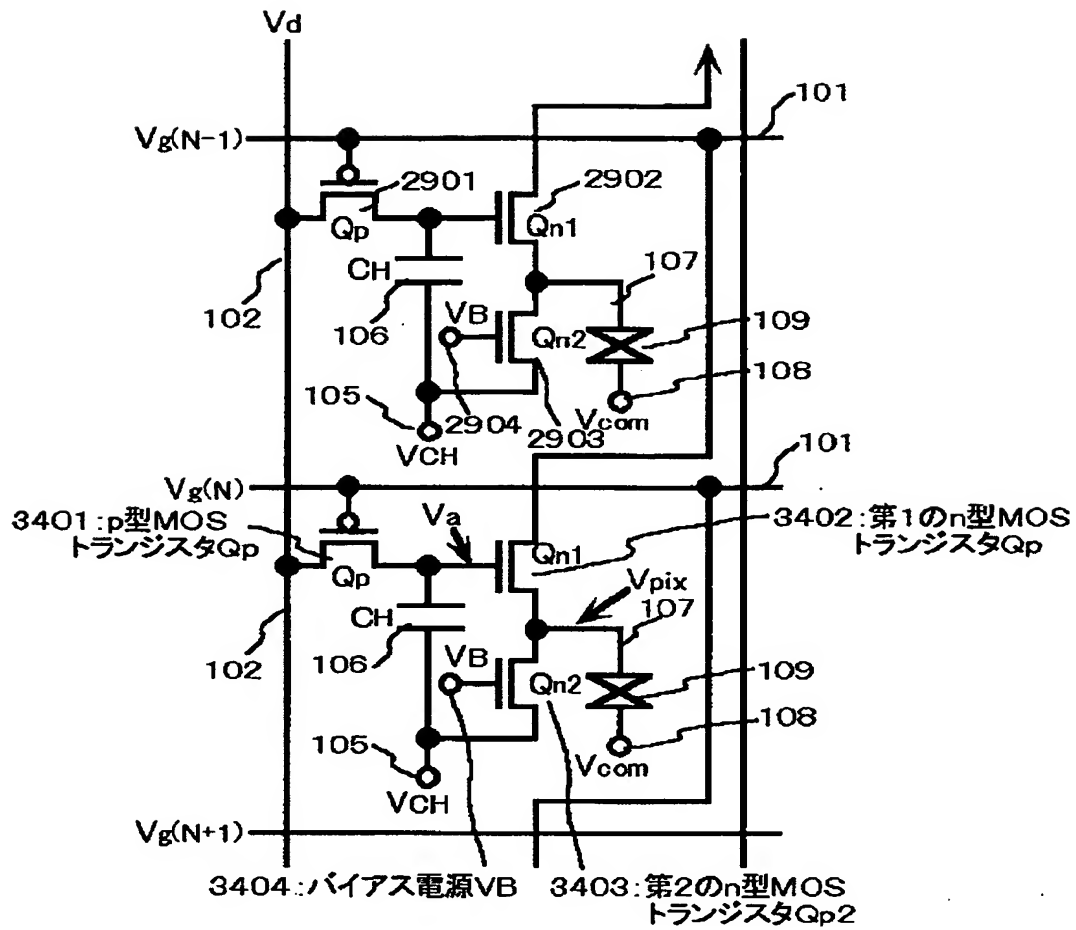 Vd
101
Vg(N-1)
2901
2902
Qp
Qn1
CH
107
102
106
VB
Qn2
109
105
2904
Vcom
108
2903
VCH
101
Vg(N)
3401:p型MOS
トランジスタQp
Va
3402:第1のn型MOS
トランジスタQp
Qp
Qn1
Vpix
CH
107
102
106
VB
Qn2
109
105
108
Vcom
VCH
Vg(N+1)
3404:バイアス電源VB
3403:第2のn型MOS
トランジスタQp2